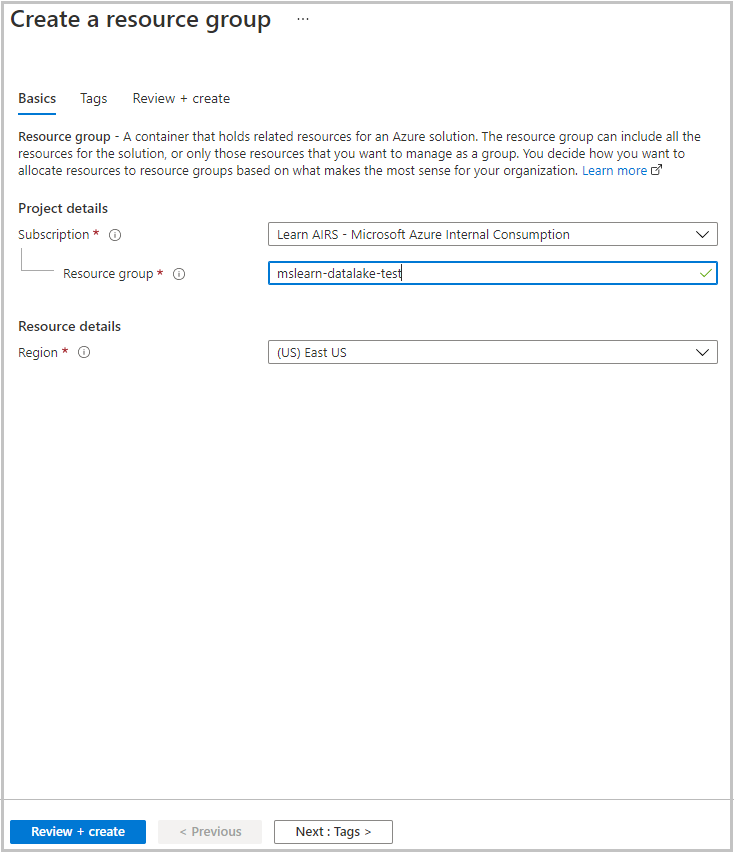 Create a resource group ...
Basics Tags Review + create
Resource group - A container that holds related resources for an Azure solution. The resource group can include all the
resources for the solution, or only those resources that you want to manage as a group. You decide how you want to
allocate resources to resource groups based on what makes the most sense for your organization. Learn more
Project details
Subscription * Learn AIRS - Microsoft Azure Internal Consumption
Resource group * mslearn-datalake-test
Resource details
Region * (US) East US
Review + create < Previous Next : Tags >